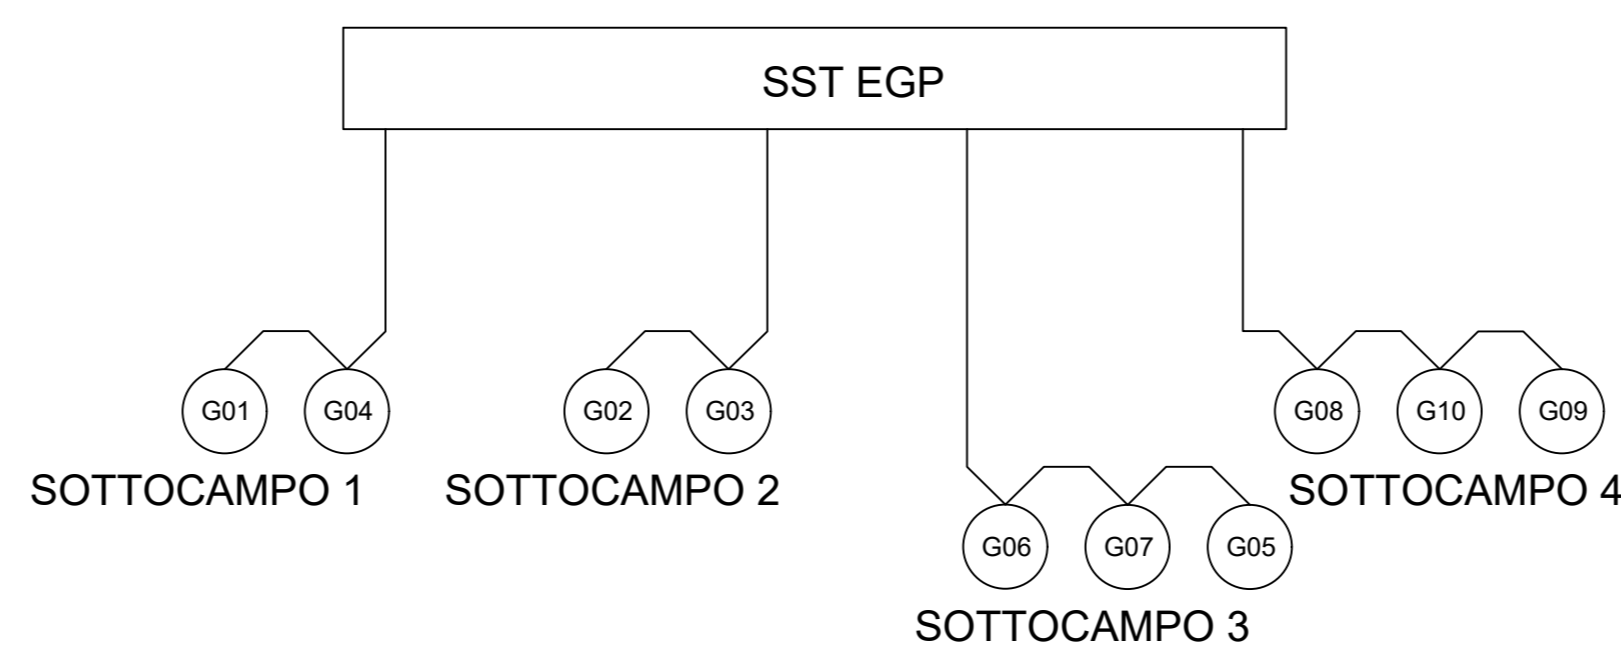 SST EGP
G01 G04
SOTTOCAMPO 1
G02 G03
SOTTOCAMPO 2
G06 G07 G05
SOTTOCAMPO 3
G08 G10 G09
SOTTOCAMPO 4